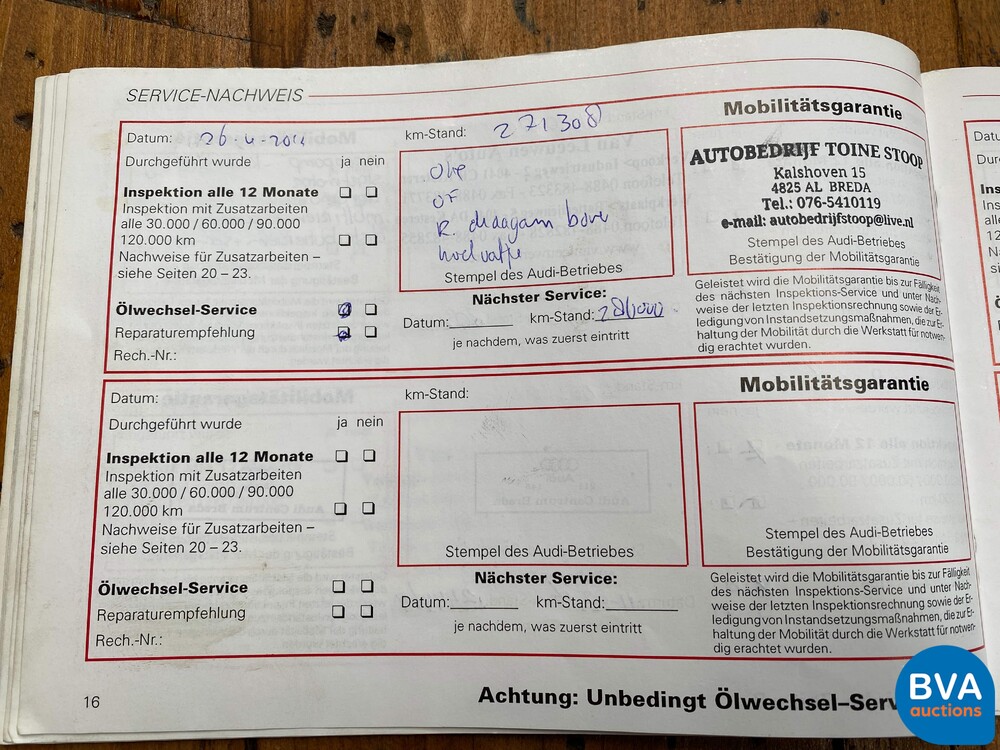 SERVICE-NACHWEIS
Datum: 26-4-2011
km-Stand: 271308
Mobilitätsgarantie
Durchgeführt wurde ja nein
Inspektion alle 12 Monate
Inspektion mit Zusatzarbeiten
alle 30.000 / 60.000 / 90.000
120.000 km
Nachweise für Zusatzarbeiten –
siehe Seiten 20 – 23.
Ölwechsel-Service
Reparaturempfehlung
Rech.-Nr.:
olie
OF
R.
Stempel des Audi-Betriebes
Nächster Service:
Datum: km-Stand: 280000
je nachdem, was zuerst eintritt
AUTOBEDRIJF TOINE STOOP
Kalshoven 15
4825 AL BREDA
Tel.: 076-5410119
e-mail: autobedrijfstoop@live.nl
Stempel des Audi-Betriebes
Bestätigung der Mobilitätsgarantie
Geleistet wird die Mobilitätsgarantie bis zur Fälligkeit
des nächsten Inspektions-Service und unter Nach-
weise der letzten Inspektionsrechnung sowie der Er-
ledigung von Instandsetzungsmaßnahmen, die zur Er-
haltung der Mobilität durch die Werkstatt für notwen-
dig erachtet wurden.
Datum:
km-Stand:
Mobilitätsgarantie
Durchgeführt wurde ja nein
Inspektion alle 12 Monate
Inspektion mit Zusatzarbeiten
alle 30.000 / 60.000 / 90.000
120.000 km
Nachweise für Zusatzarbeiten –
siehe Seiten 20 – 23.
Ölwechsel-Service
Reparaturempfehlung
Rech.-Nr.:
Stempel des Audi-Betriebes
Nächster Service:
Datum: km-Stand:
je nachdem, was zuerst eintritt
Stempel des Audi-Betriebes
Bestätigung der Mobilitätsgarantie
Geleistet wird die Mobilitätsgarantie bis zur Fälligkeit
des nächsten Inspektions-Service und unter Nach-
weise der letzten Inspektionsrechnung sowie der Er-
ledigung von Instandsetzungsmaßnahmen, die zur Er-
haltung der Mobilität durch die Werkstatt für notwen-
dig erachtet wurden.
16
Achtung: Unbedingt Ölwechsel–Serv
BVA
auctions